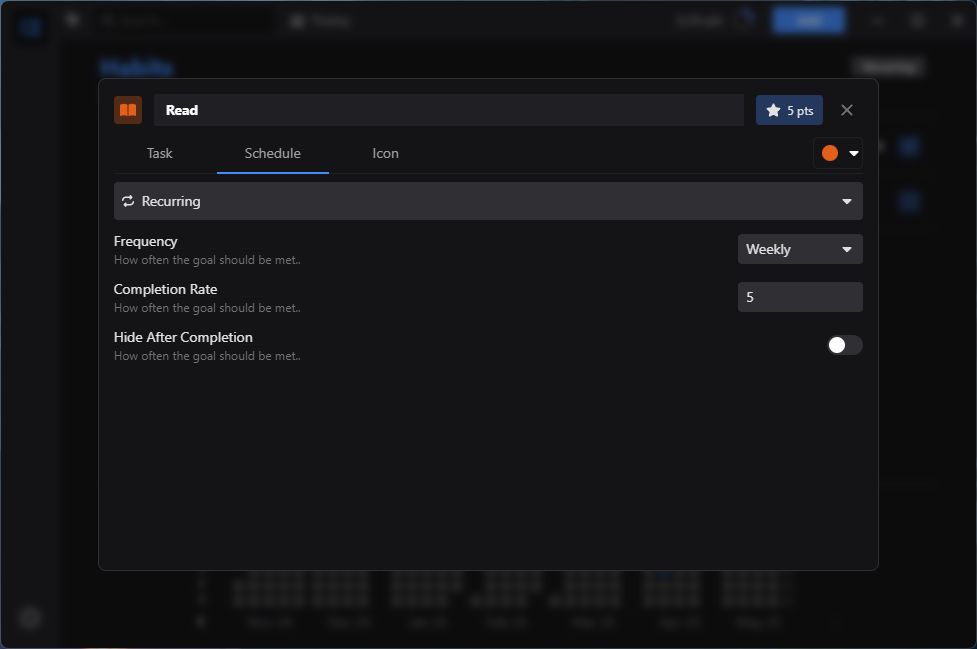 Habits
Read
5 pts
Task
Schedule
Icon
Recurring
Frequency
How often the goal should be met..
Weekly
Completion Rate
How often the goal should be met..
5
Hide After Completion
How often the goal should be met..